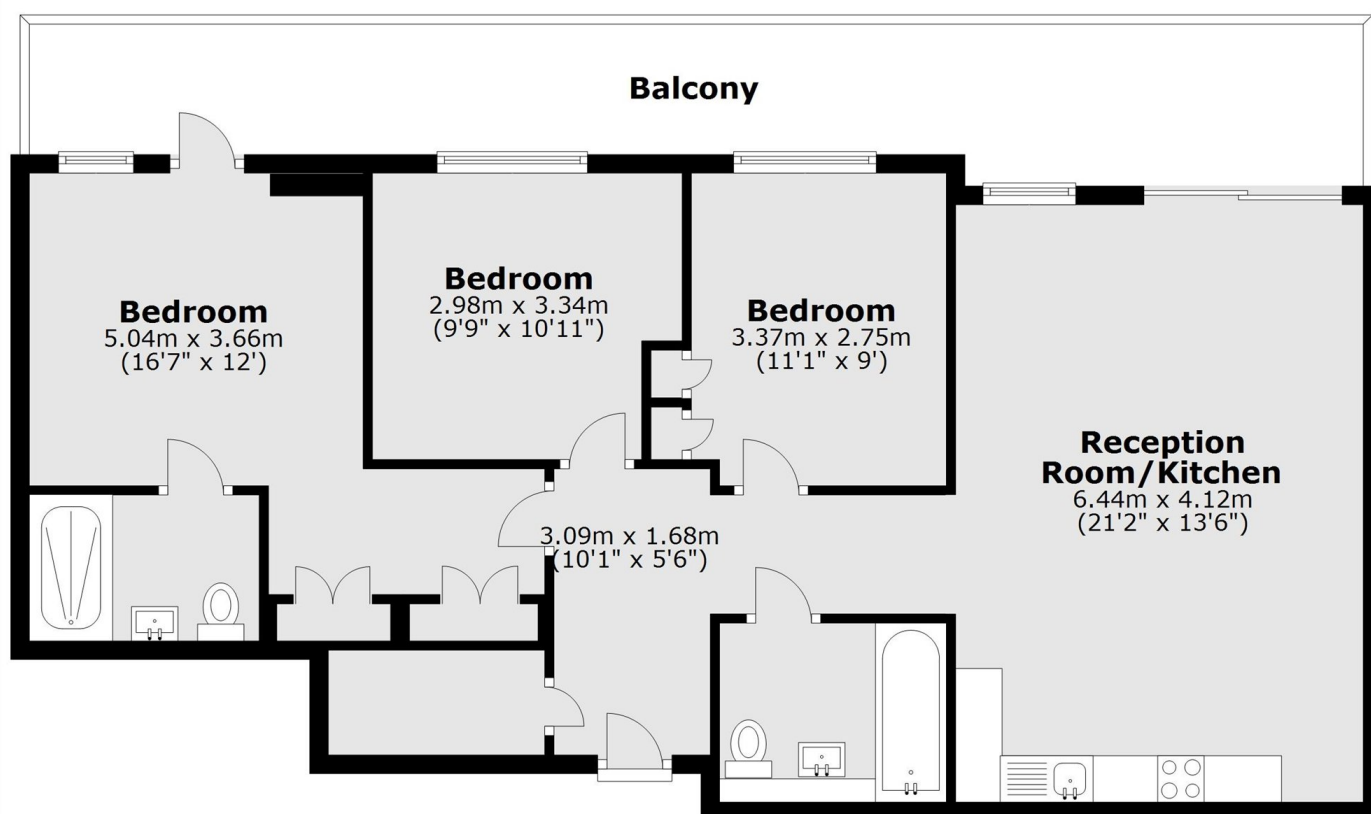 Balcony
Bedroom
5.04m x 3.66m
(16'7" x 12')
Bedroom
2.98m x 3.34m
(9'9" x 10'11")
Bedroom
3.37m x 2.75m
(11'1" x 9')
Reception
Room/Kitchen
6.44m x 4.12m
(21'2" x 13'6")
3.09m x 1.68m
(10'1" x 5'6")